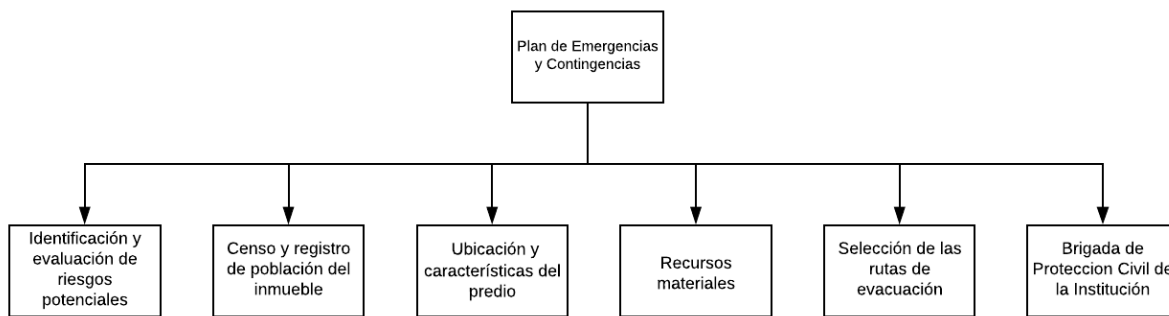 Plan de Emergencias
y Contingencias
Identificación y
evaluación de
riesgos
potenciales
Censo y registro
de población del
inmueble
Ubicación y
características del
predio
Recursos
materiales
Selección de las
rutas de
evacuación
Brigada de
Proteccion Civil de
la Institución